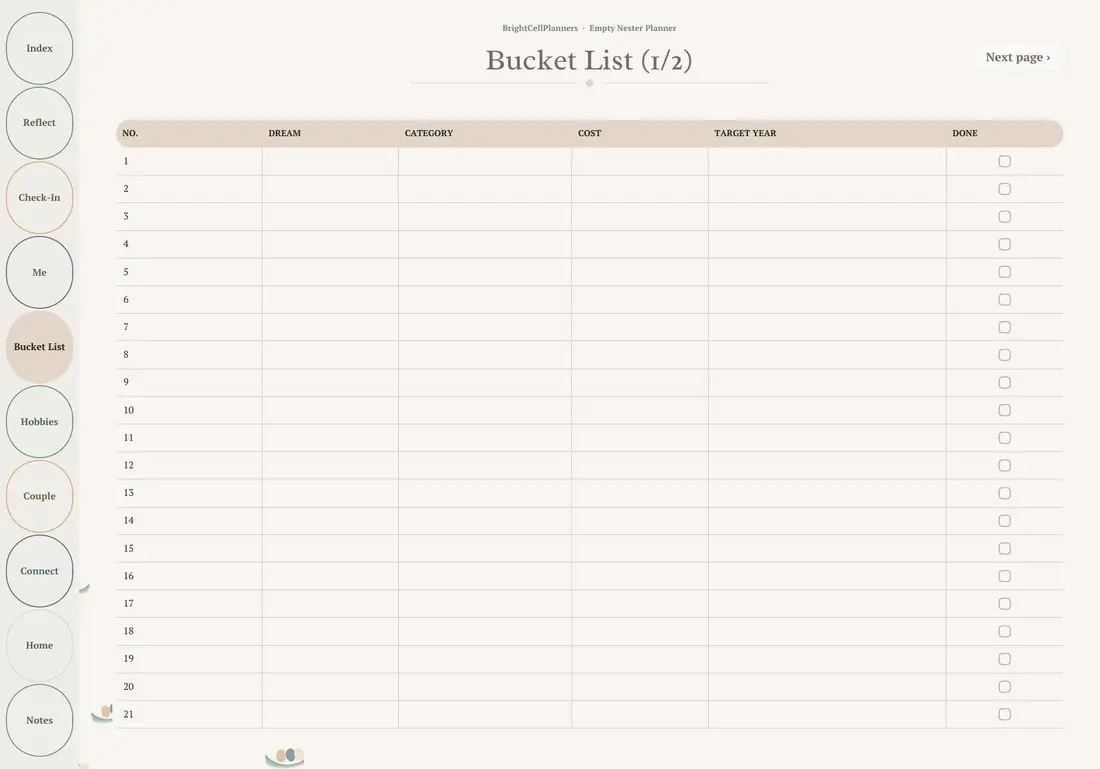 BrightCellPlanners · Empty Nester Planner
Bucket List (1/2)
Next page ›
Index
Reflect
Check-In
Me
Bucket List
Hobbies
Couple
Connect
Home
Notes
NO. DREAM CATEGORY COST TARGET YEAR DONE
1
2
3
4
5
6
7
8
9
10
11
12
13
14
15
16
17
18
19
20
21